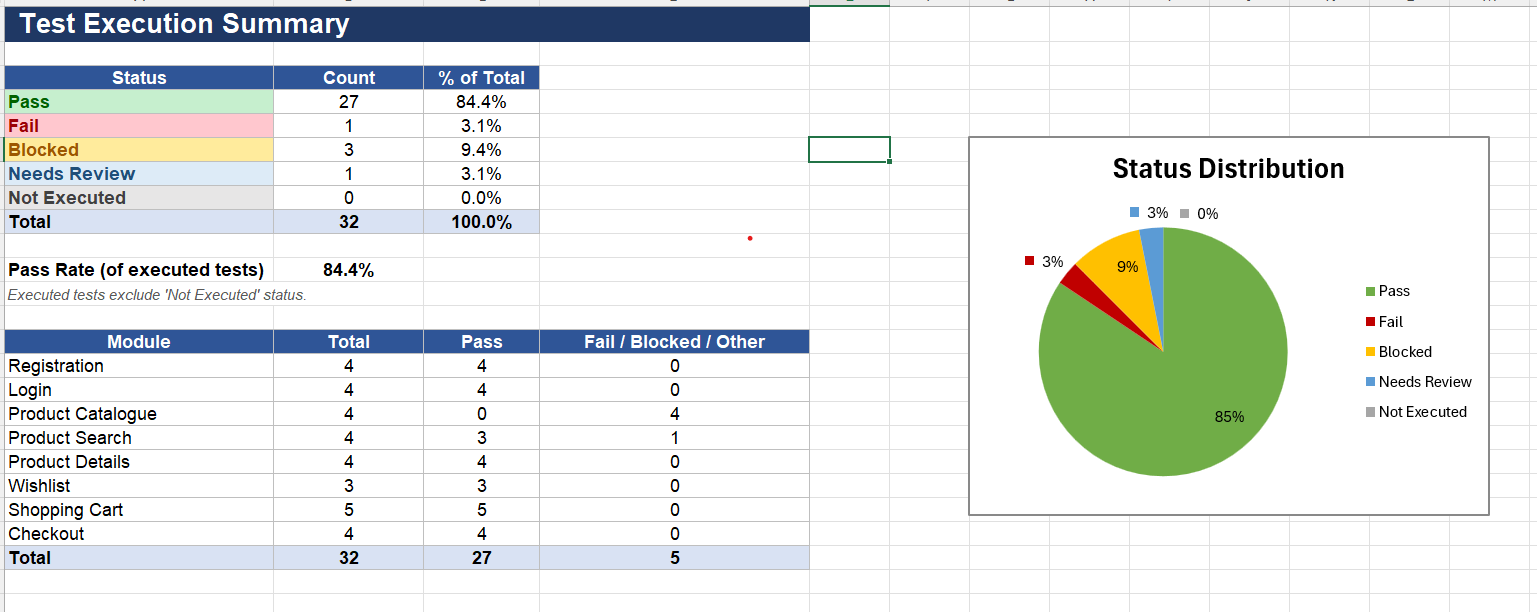 Test Execution Summary
Status Count % of Total
Pass 27 84.4%
Fail 1 3.1%
Blocked 3 9.4%
Needs Review 1 3.1%
Not Executed 0 0.0%
Total 32 100.0%
Pass Rate (of executed tests) 84.4%
Executed tests exclude 'Not Executed' status.
Module Total Pass Fail / Blocked / Other
Registration 4 4 0
Login 4 4 0
Product Catalogue 4 0 4
Product Search 4 3 1
Product Details 4 4 0
Wishlist 3 3 0
Shopping Cart 5 5 0
Checkout 4 4 0
Total 32 27 5
Status Distribution
3% 0%
3%
9%
85%
Pass
Fail
Blocked
Needs Review
Not Executed